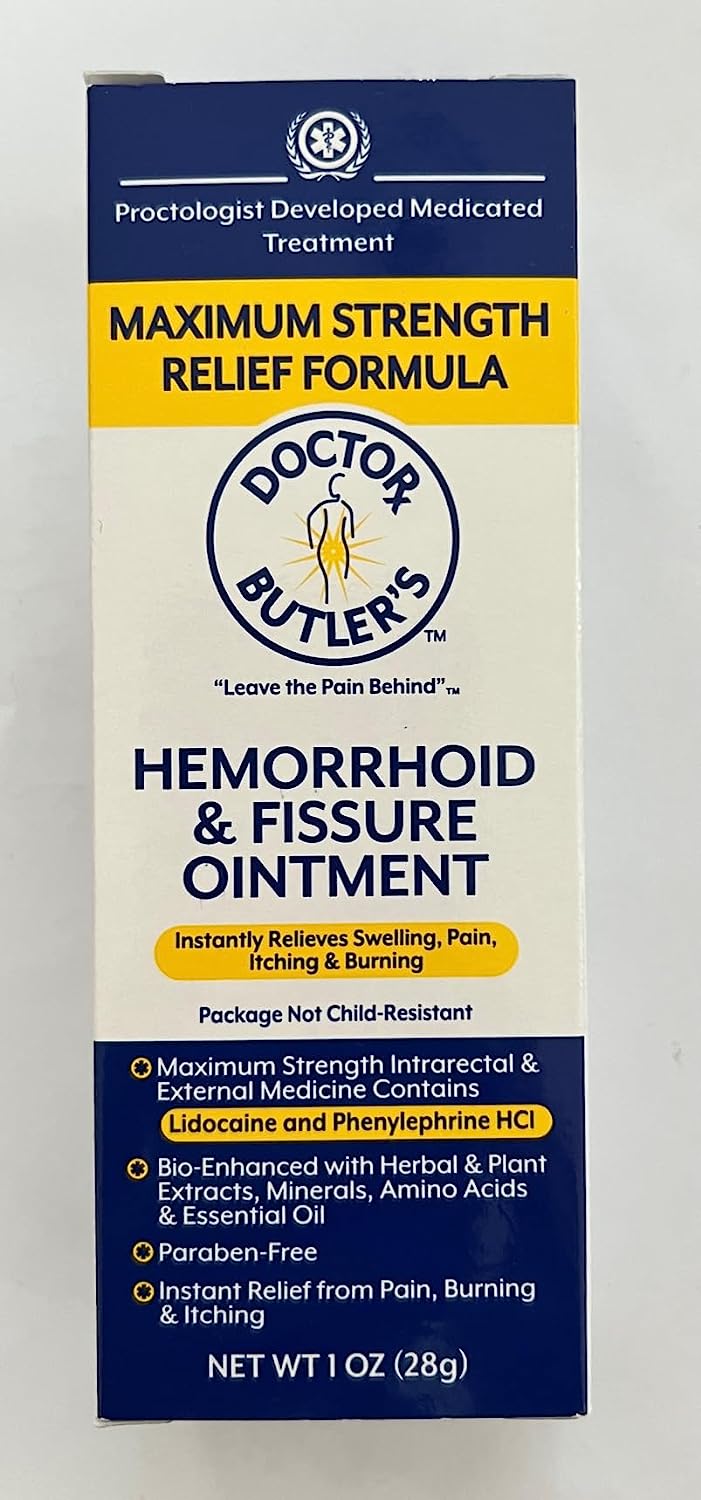 Proctologist Developed Medicated
Treatment
MAXIMUM STRENGTH
RELIEF FORMULA
DOCTOR
BUTLER'S™
“Leave the Pain Behind”™
HEMORRHOID
& FISSURE
OINTMENT
Instantly Relieves Swelling, Pain,
Itching & Burning
Package Not Child-Resistant
Maximum Strength Intrarectal &
External Medicine Contains
Lidocaine and Phenylephrine HCl
Bio-Enhanced with Herbal & Plant
Extracts, Minerals, Amino Acids
& Essential Oil
Paraben-Free
Instant Relief from Pain, Burning
& Itching
NET WT 1 OZ (28g)